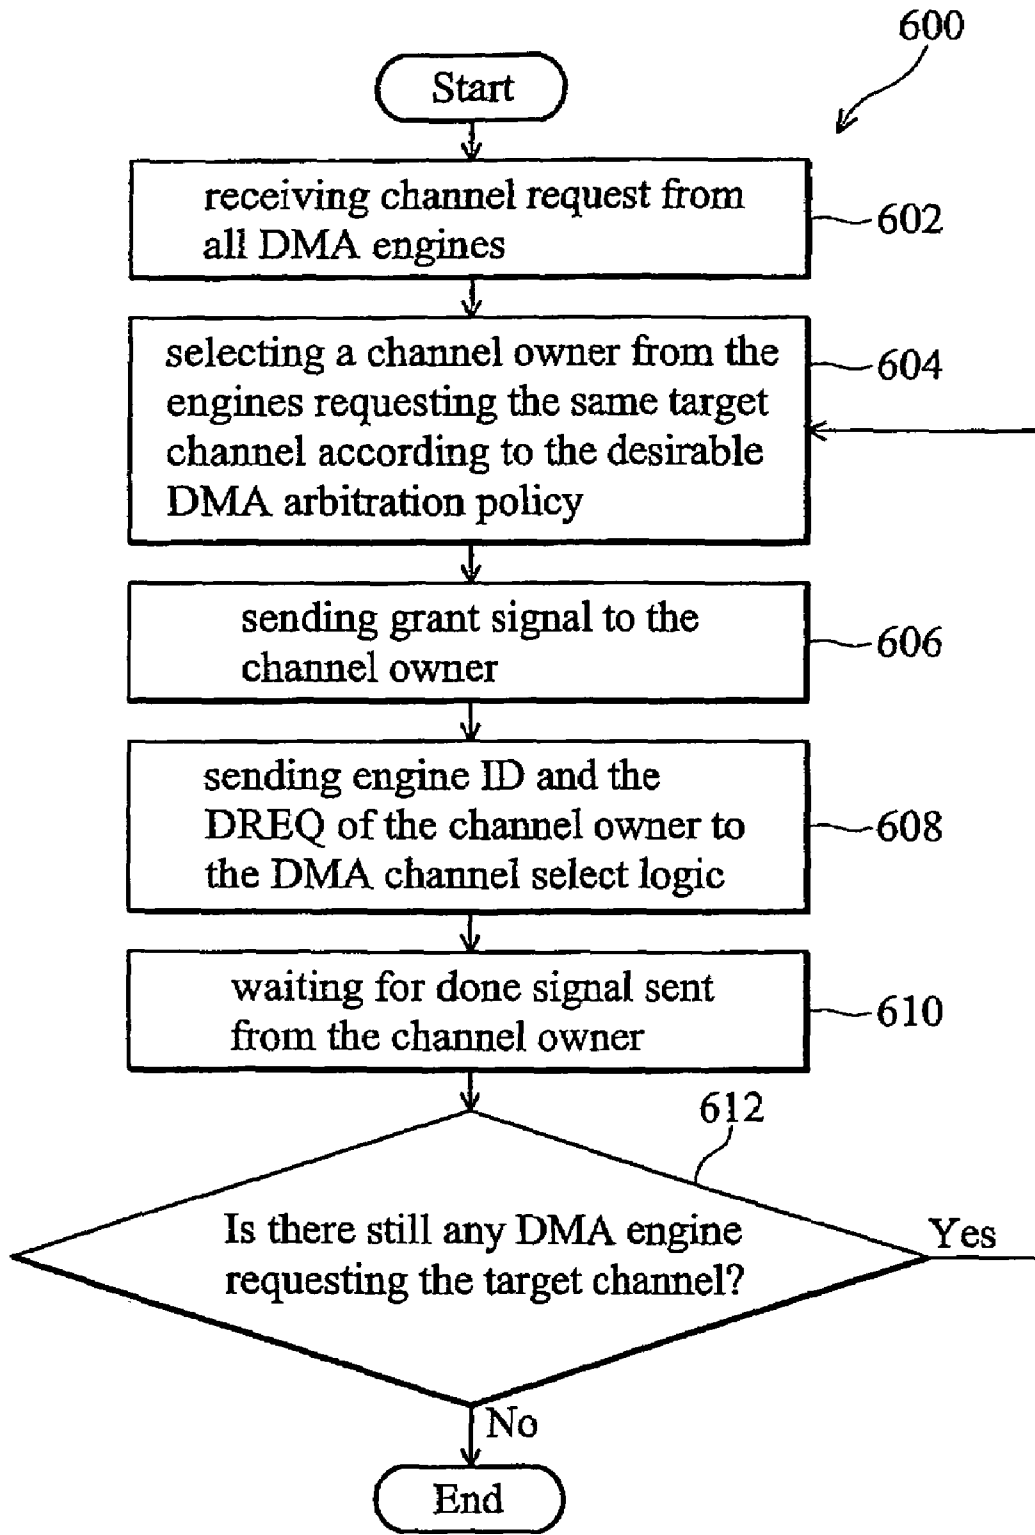 600
Start
receiving channel request from
all DMA engines
602
selecting a channel owner from the
engines requesting the same target
channel according to the desirable
DMA arbitration policy
604
sending grant signal to the
channel owner
606
sending engine ID and the
DREQ of the channel owner to
the DMA channel select logic
608
waiting for done signal sent
from the channel owner
610
612
Is there still any DMA engine
requesting the target channel?
Yes
No
End